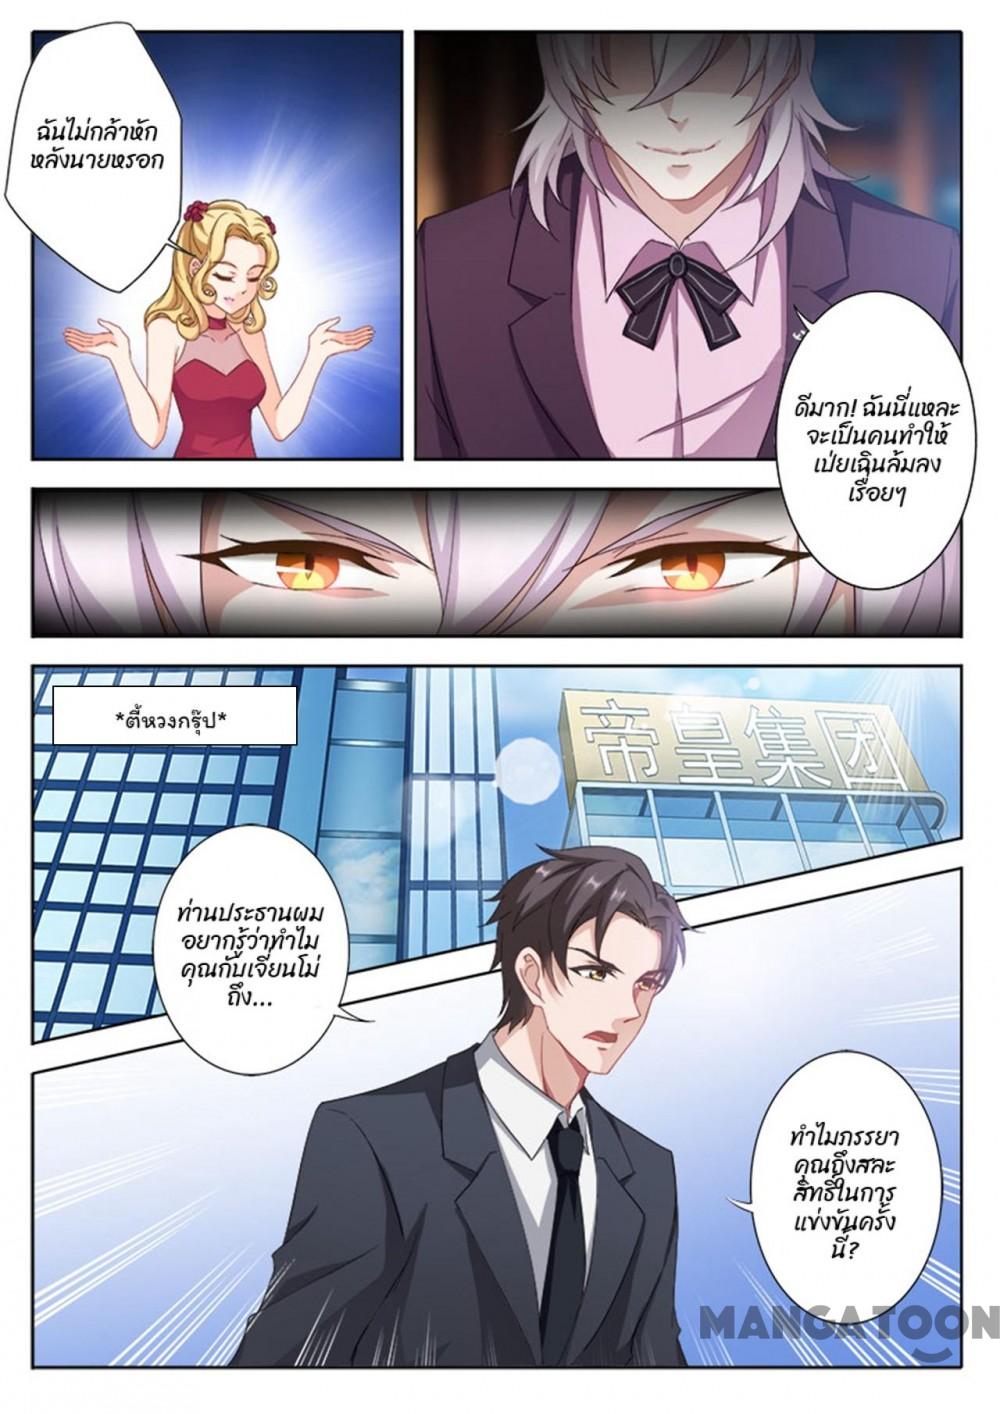 ฉันไม่กล้าหัก
หลังนายหรอก
ดีมาก! ฉันนี่แหละ
จะเป็นคนทำให้
เป่ยเฉินล้มลง
เรื่อยๆ
*ตี้หวงกรุ๊ป*
帝皇集团
ท่านประธานผม
อยากรู้ว่าทำไม
คุณกับเจี่ยนโม่
ถึง...
ทำไมภรรยา
คุณถึงสละ
สิทธิ์ในการ
แข่งขันครั้ง
นี้?
MANGATOON